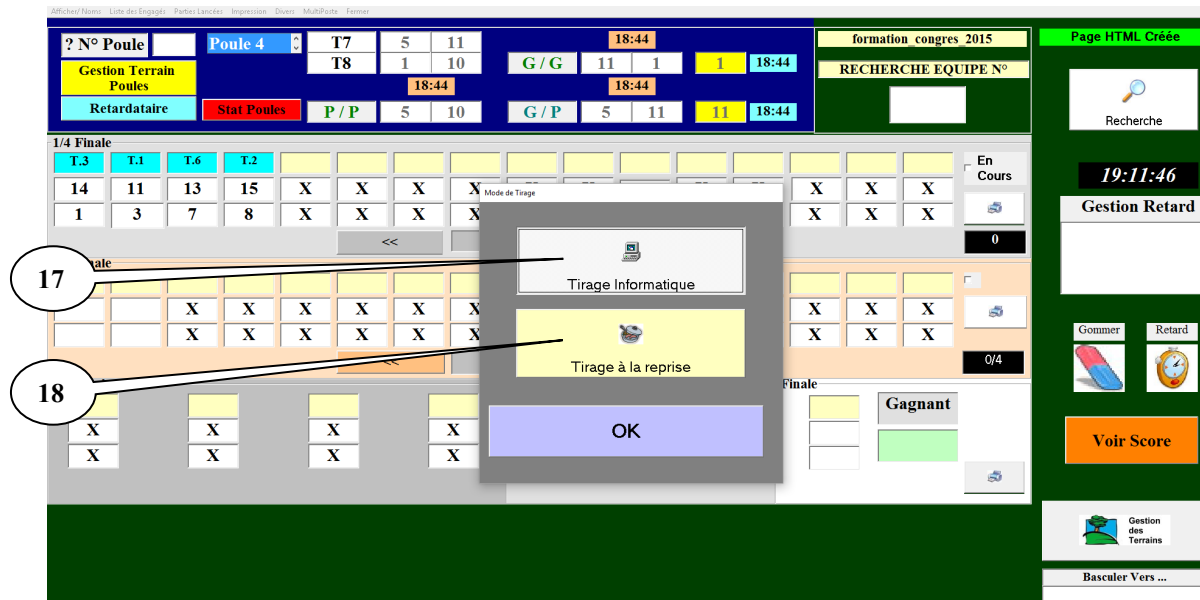 Afficher/ Noms Liste des Engagés Parties Lancées Impression Divers MultiPoste Fermer
? N° Poule Poule 4 T7 5 11 18:44 formation_congres_2015 Page HTML Créée
T8 1 10 G / G 11 1 1 18:44
Gestion Terrain
Poules
RECHERCHE EQUIPE N°
18:44 18:44
Retardataire Stat Poules P / P 5 10 G / P 5 11 11 18:44
Recherche
1/4 Finale
T.3 T.1 T.6 T.2 En
Cours
19:11:46
14 11 13 15 X X X X X X
1 3 7 8 X X X X X X
Gestion Retard
<< 0
Mode de Tirage
Tirage Informatique
17
ale
X X X X X X X X X
X X X X X X X X X
<< 0/4
Tirage à la reprise
18
Gommer Retard
Finale
Gagnant
X X X X
X X X X
OK
Voir Score
Gestion
des
Terrains
Basculer Vers ...